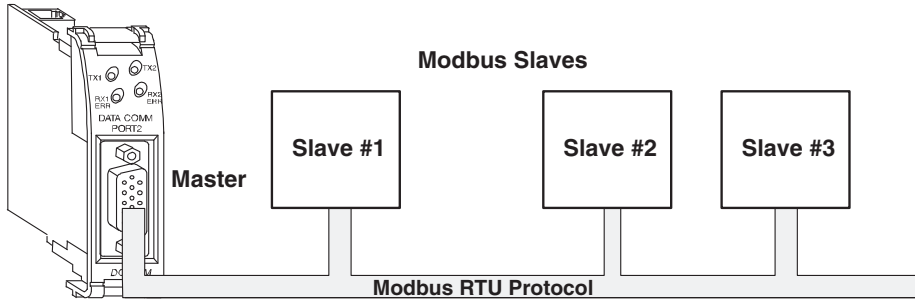 TX1
TX2
RX1
ERR
RX2
ERR
DATA COMM
PORT2
Modbus Slaves
Slave #1
Slave #2
Slave #3
Master
Modbus RTU Protocol